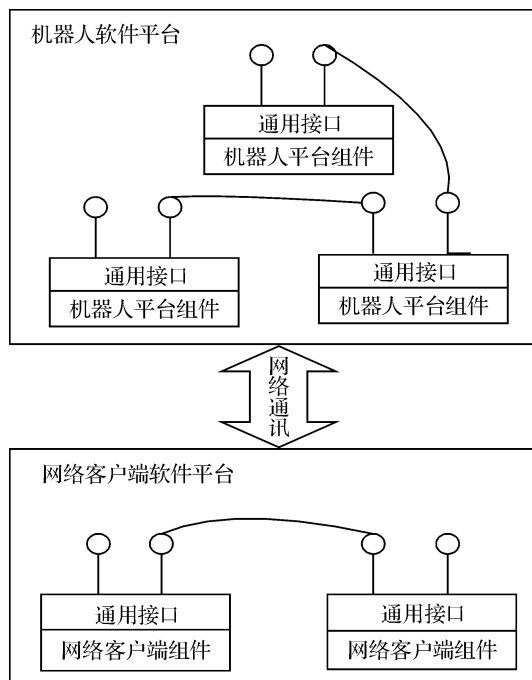 机器人软件平台
通用接口
机器人平台组件
通用接口
机器人平台组件
通用接口
机器人平台组件
网络通讯
网络客户端软件平台
通用接口
网络客户端组件
通用接口
网络客户端组件